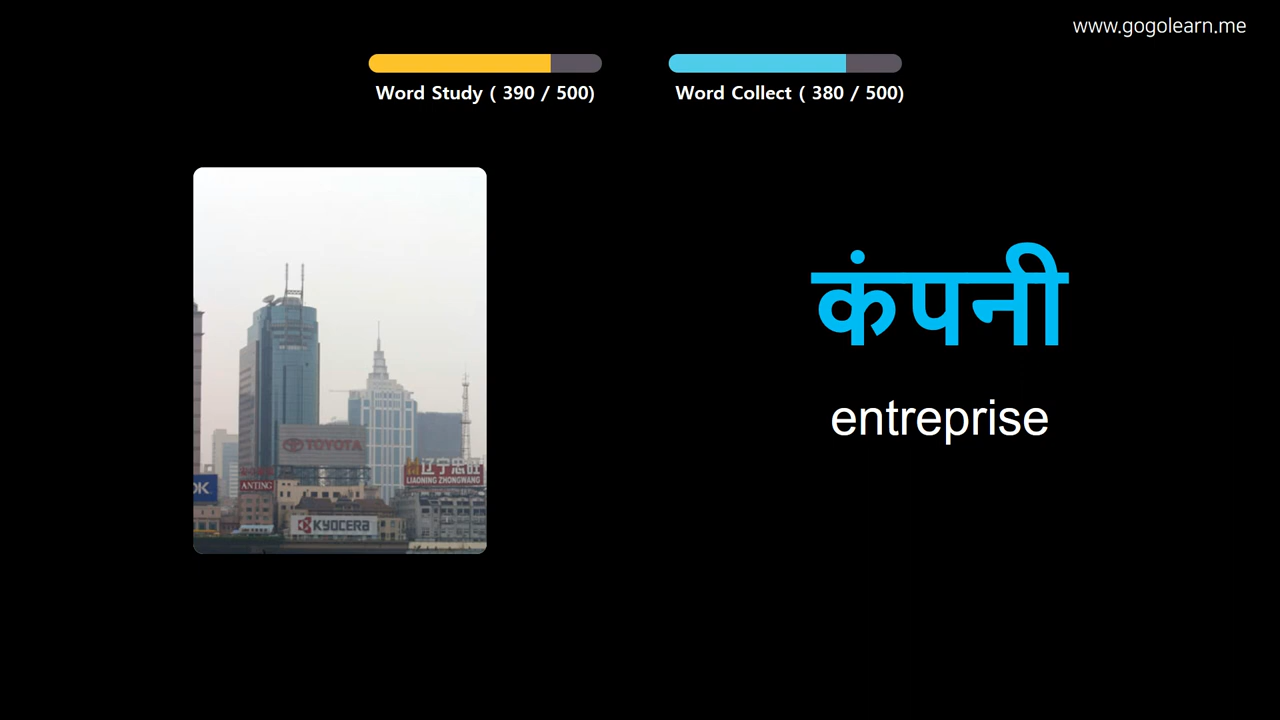 www.gogolearn.me
Word Study ( 390 / 500)
Word Collect ( 380 / 500)
कंपनी
entreprise
TOYOTA
辽宁忠旺
LIAONING ZHONGWANG
OK
ANTING
KYOCERA